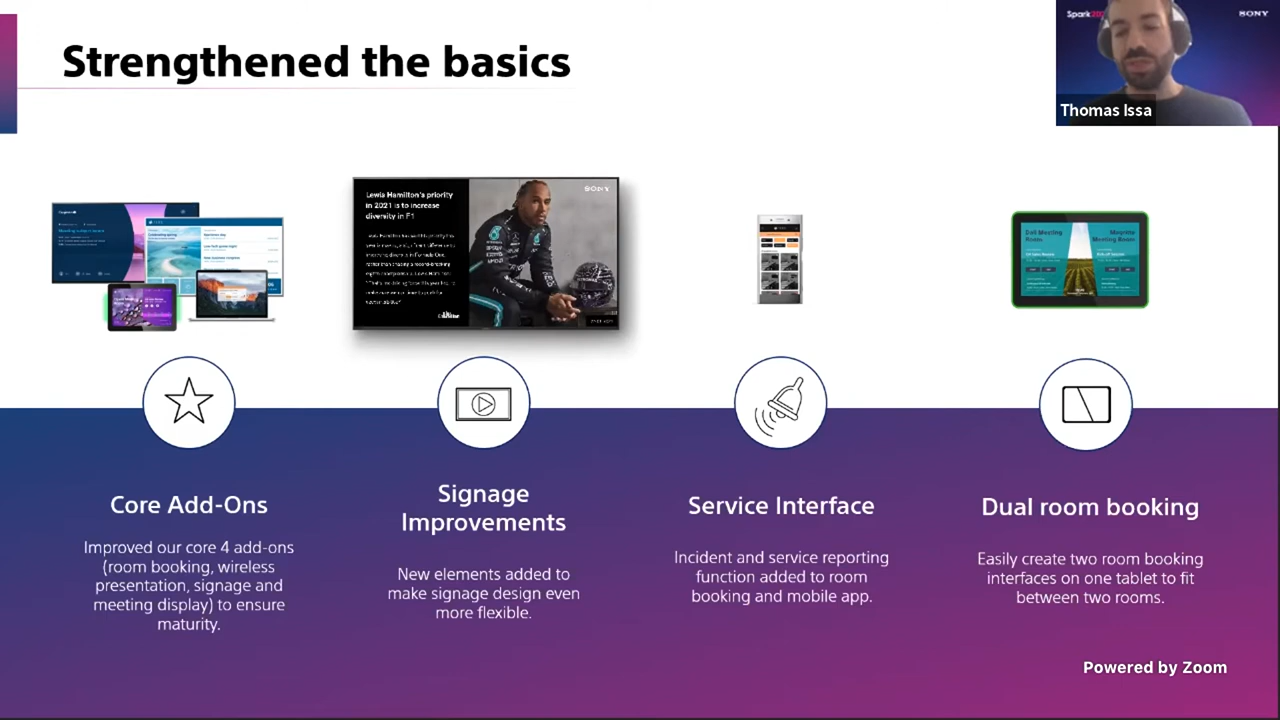 Strengthened the basics
Spark
SONY
Thomas Issa
Lewis Hamilton's priority
in 2021 is to increase
diversity in F1
SONY
Core Add-Ons
Improved our core 4 add-ons
(room booking, wireless
presentation, signage and
meeting display) to ensure
maturity.
Signage
Improvements
New elements added to
make signage design even
more flexible.
Service Interface
Incident and service reporting
function added to room
booking and mobile app.
Dual room booking
Easily create two room booking
interfaces on one tablet to fit
between two rooms.
Powered by Zoom